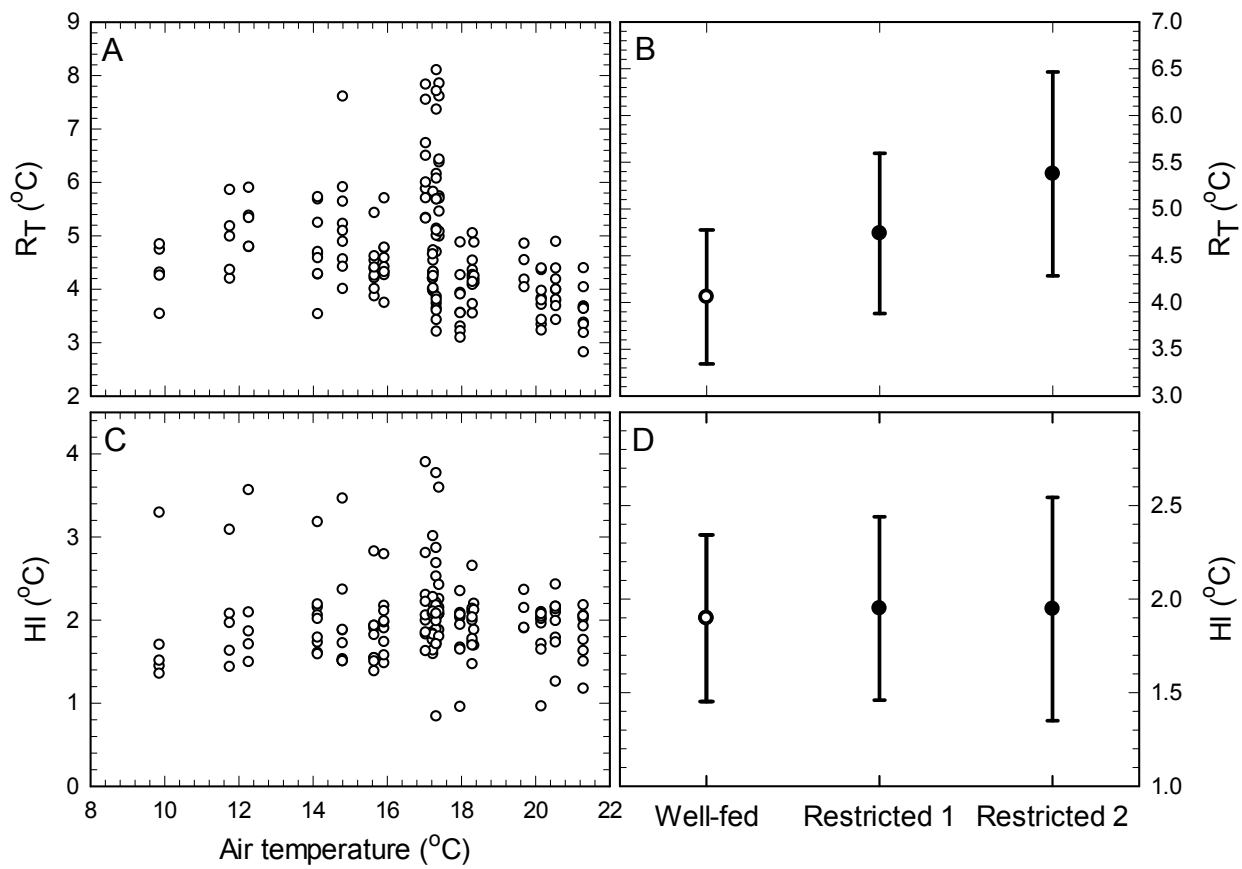 A
9
8
7
6
5
4
3
2
R_T (°C)
B
7.0
6.5
6.0
5.5
5.0
4.5
4.0
3.5
3.0
R_T (°C)
C
4
3
2
1
0
HI (°C)
8 10 12 14 16 18 20 22
Air temperature (°C)
D
2.5
2.0
1.5
1.0
HI (°C)
Well-fed Restricted 1 Restricted 2